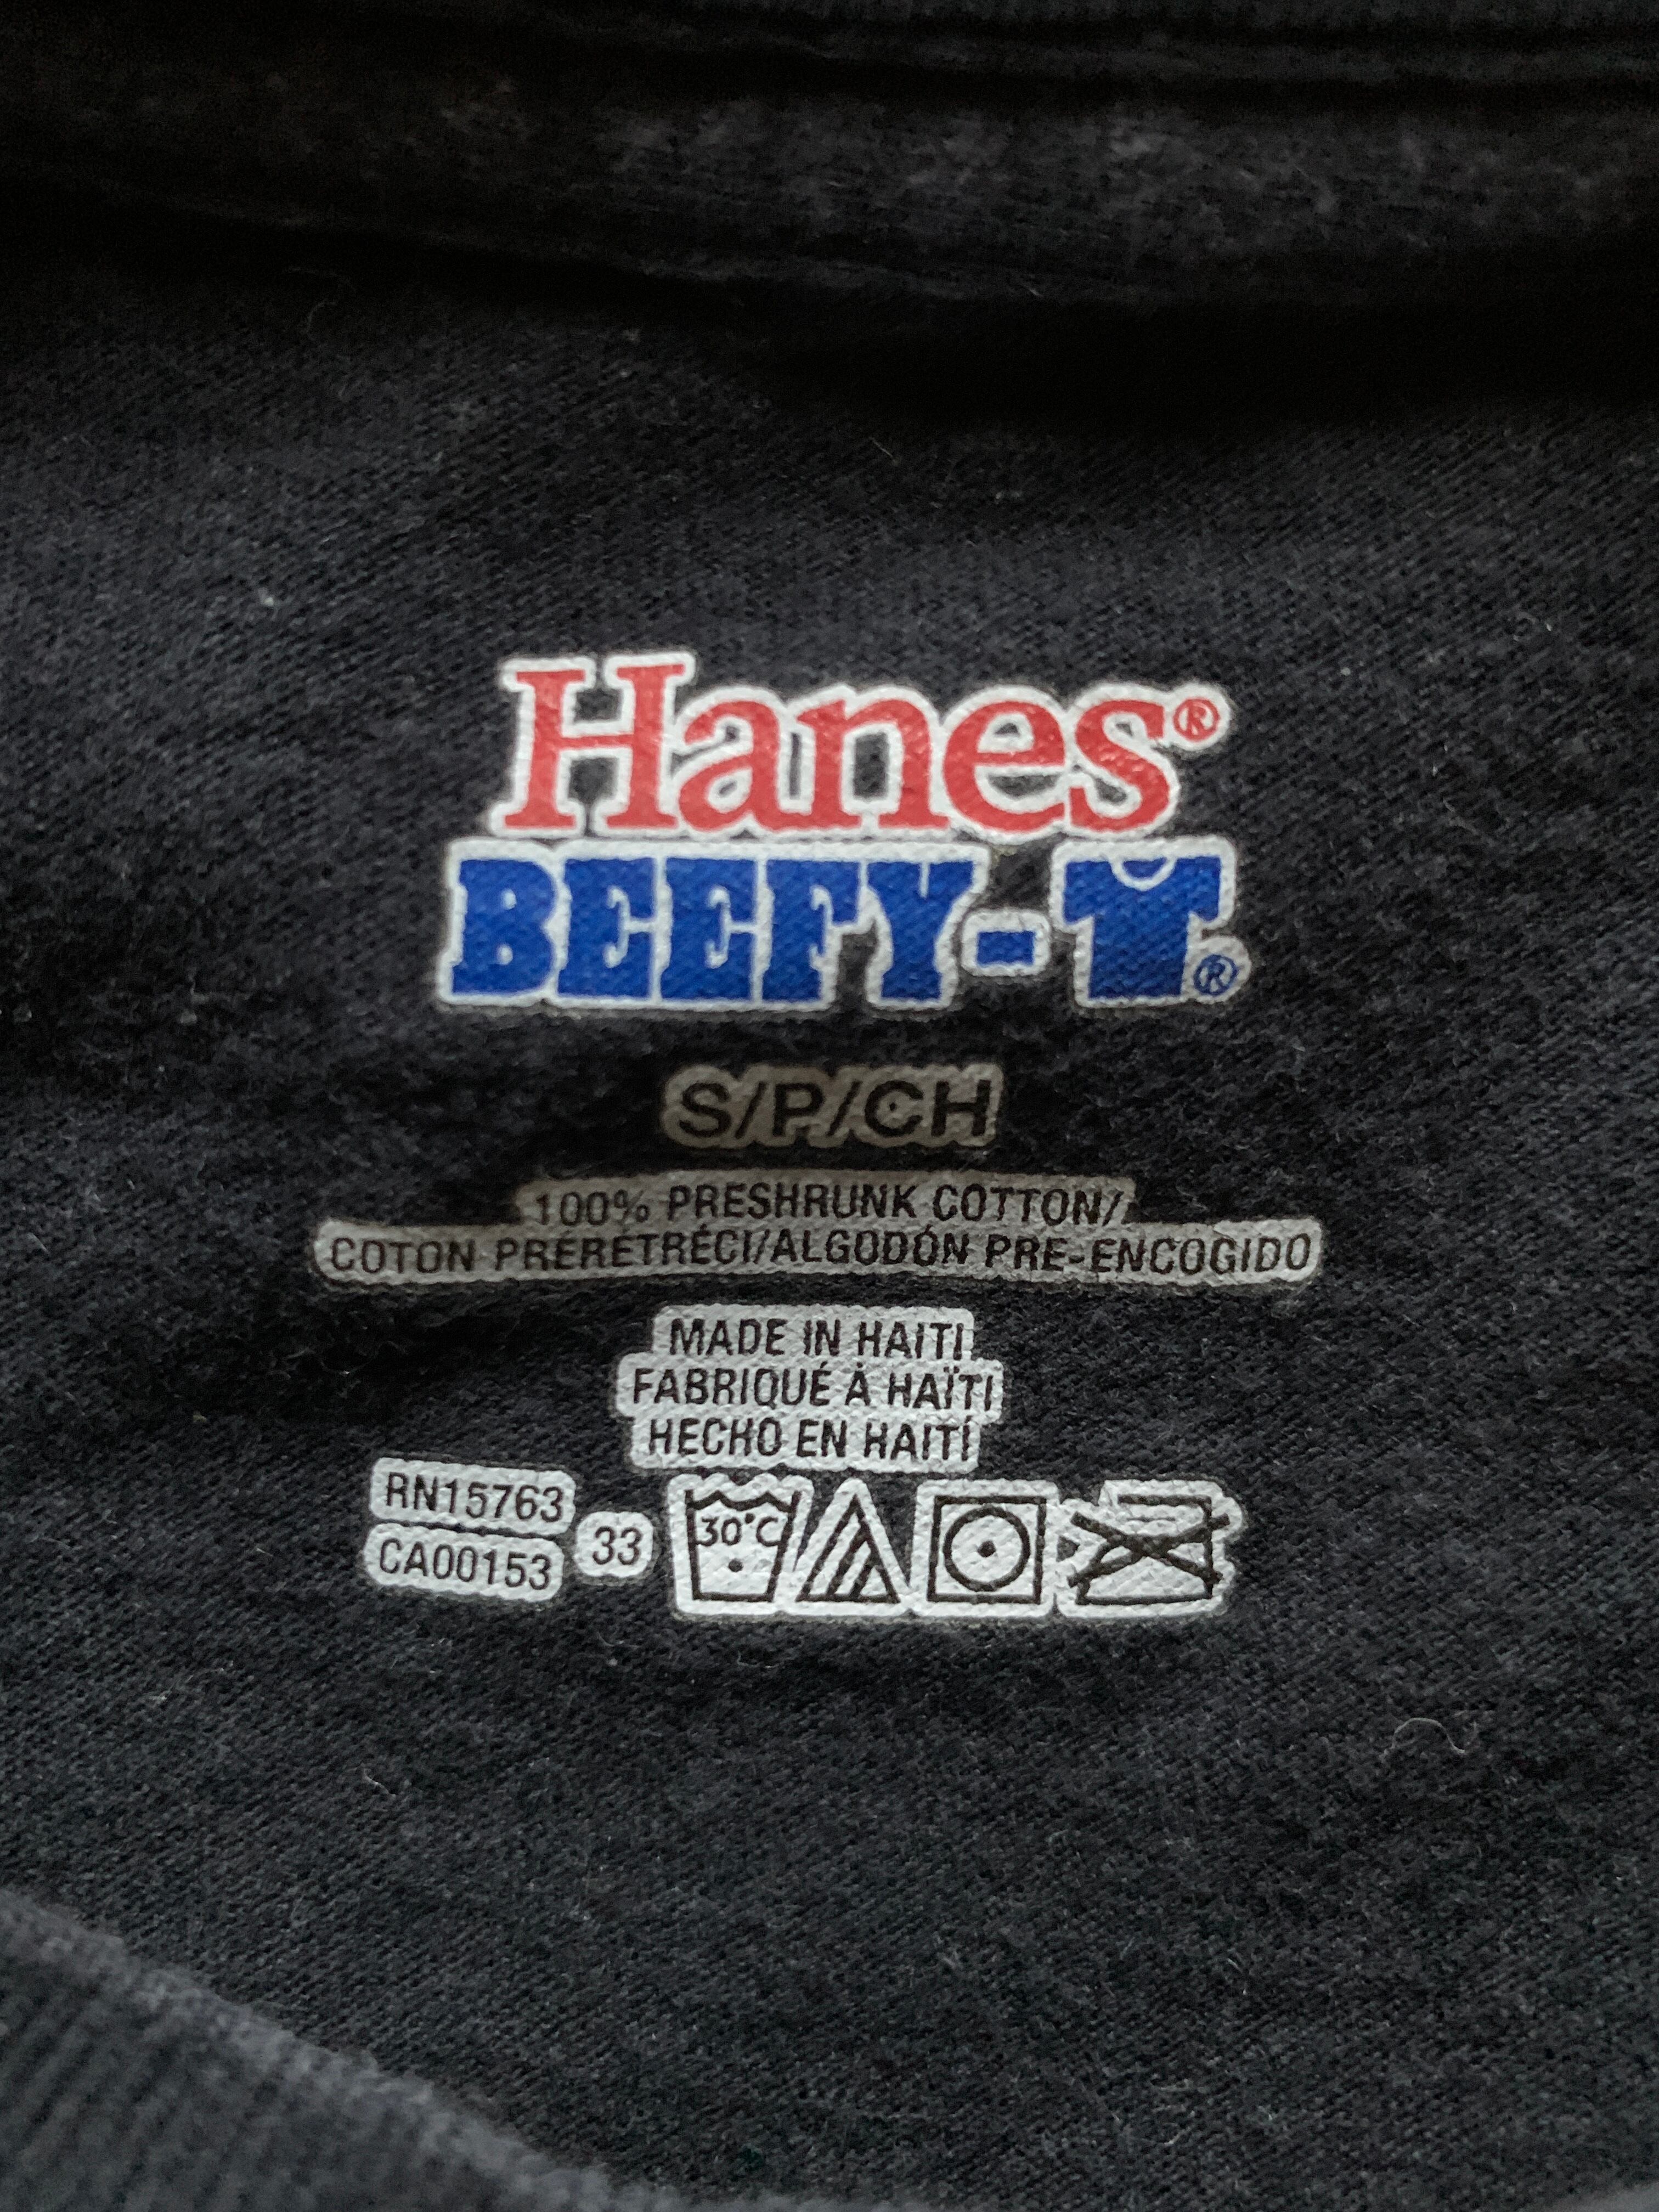 Hanes®
BEEFY-T®
S/P/CH
100% PRESHRUNK COTTON/
COTON PRÉRÉTRÉCI/ALGODÓN PRE-ENCOGIDO
MADE IN HAITI
FABRIQUÉ À HAÏTI
HECHO EN HAITÍ
RN15763
CA00153
33
30°C